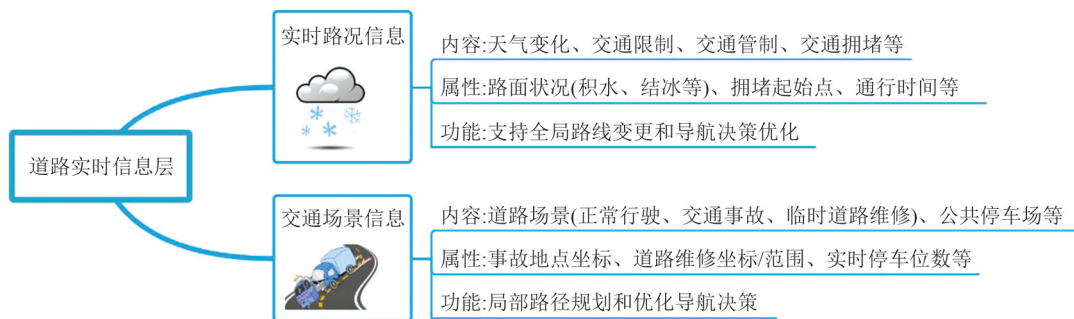 道路实时信息层
实时路况信息
内容:天气变化、交通限制、交通管制、交通拥堵等
属性:路面状况(积水、结冰等)、拥堵起始点、通行时间等
功能:支持全局路线变更和导航决策优化
交通场景信息
内容:道路场景(正常行驶、交通事故、临时道路维修)、公共停车场等
属性:事故地点坐标、道路维修坐标/范围、实时停车位数等
功能:局部路径规划和优化导航决策